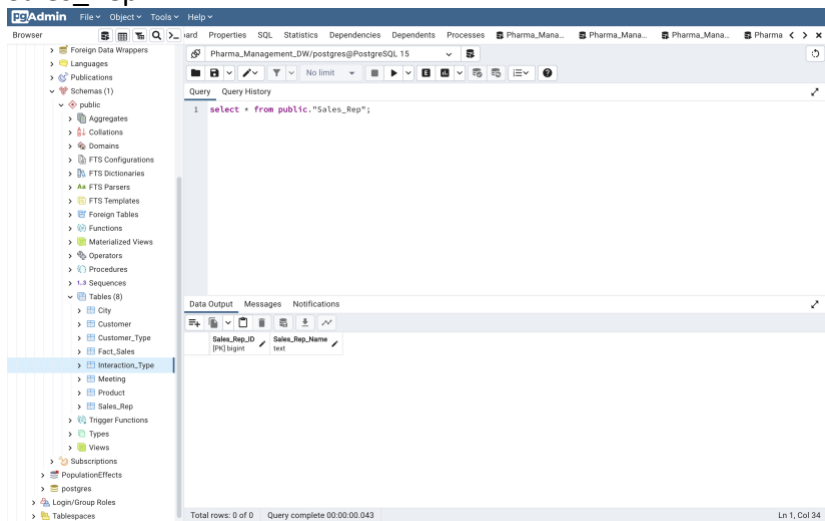 Sales_Rep
pgAdmin File Object Tools Help
Browser
Properties SQL Statistics Dependencies Dependents Processes Pharma_Mana... Pharma_Mana... Pharma_Mana... Pharma
Foreign Data Wrappers
Languages
Publications
Schemas (1)
public
Aggregates
Collations
Domains
FTS Configurations
FTS Dictionaries
Aa FTS Parsers
FTS Templates
Foreign Tables
Functions
Materialized Views
Operators
Procedures
1..3 Sequences
Tables (8)
City
Customer
Customer_Type
Fact_Sales
Interaction_Type
Meeting
Product
Sales_Rep
Trigger Functions
Types
Views
Subscriptions
PopulationEffects
postgres
Login/Group Roles
Tablespaces
Pharma_Management_DW/postgres@PostgreSQL 15
No limit
E
Query Query History
1 select * from public."Sales_Rep";
Data Output Messages Notifications
Sales_Rep_ID Sales_Rep_Name
[PK] bigint text
Total rows: 0 of 0 Query complete 00:00:00.043 Ln 1, Col 34